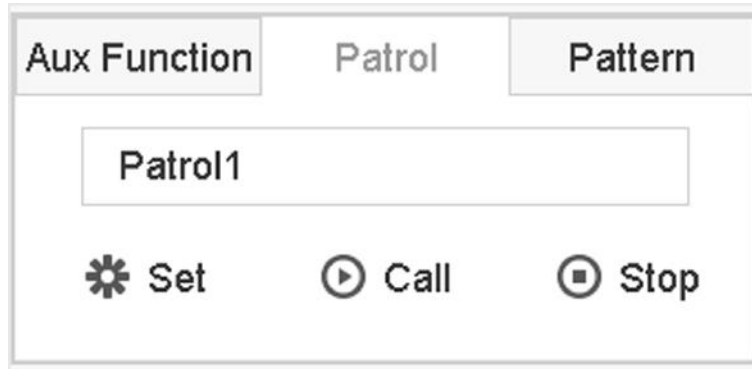 Aux Function Patrol Pattern
Patrol1
Set Call Stop